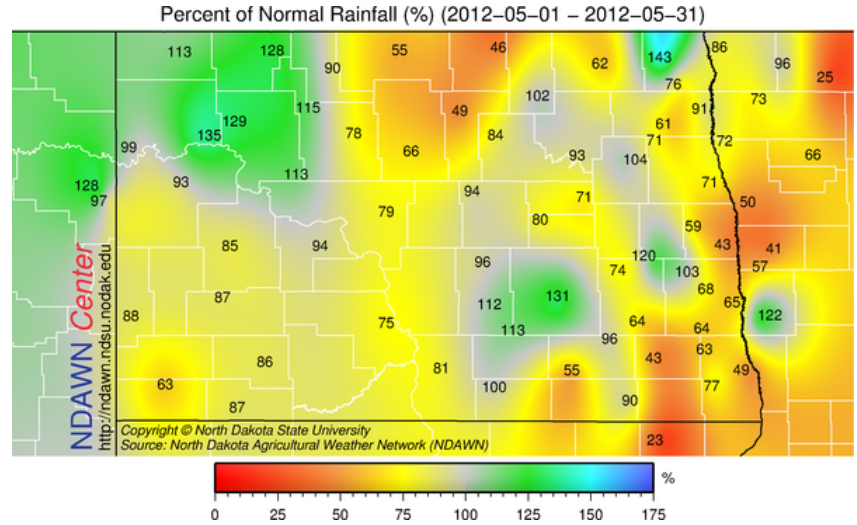 Percent of Normal Rainfall (%) (2012−05−01 − 2012−05−31)
113 128 55 46 62 143 86 96 25
90 76 73
102 115 49 91
135 129 78 84 61
99 66 93 71 104 72 66
128 93 113 71
97 79 94 71 50
80 59
85 94 120 43 41
96 74 103 57
87 112 131 68 65
88 75 113 64 64 122
86 96 43 63
63 81 100 55 77 49
87 90
23
NDAWN Center
http://ndawn.ndsu.nodak.edu
Copyright © North Dakota State University
Source: North Dakota Agricultural Weather Network (NDAWN)
%
0 25 50 75 100 125 150 175